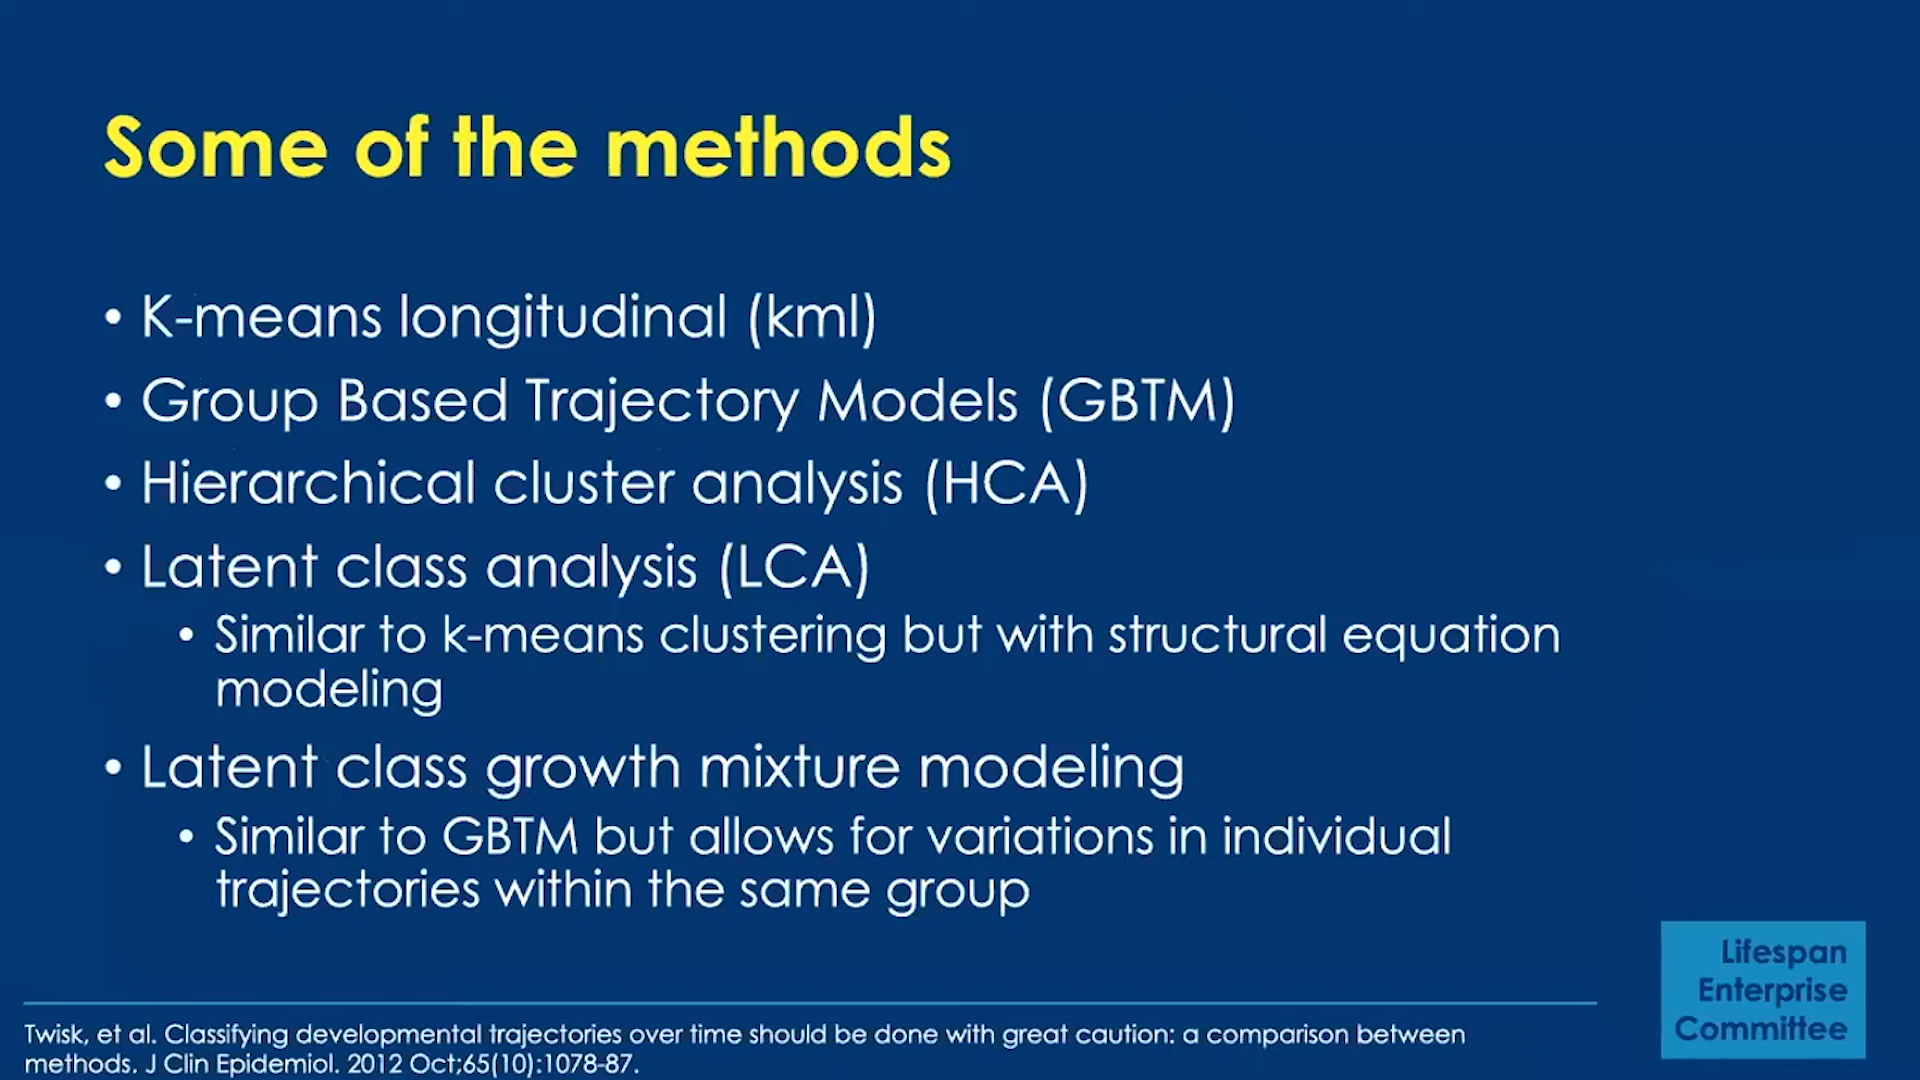 Some of the methods
• K-means longitudinal (kml)
• Group Based Trajectory Models (GBTM)
• Hierarchical cluster analysis (HCA)
• Latent class analysis (LCA)
• Similar to k-means clustering but with structural equation
modeling
• Latent class growth mixture modeling
• Similar to GBTM but allows for variations in individual
trajectories within the same group
Lifespan
Enterprise
Committee
Twisk, et al. Classifying developmental trajectories over time should be done with great caution: a comparison between
methods. J Clin Epidemiol. 2012 Oct;65(10):1078-87.